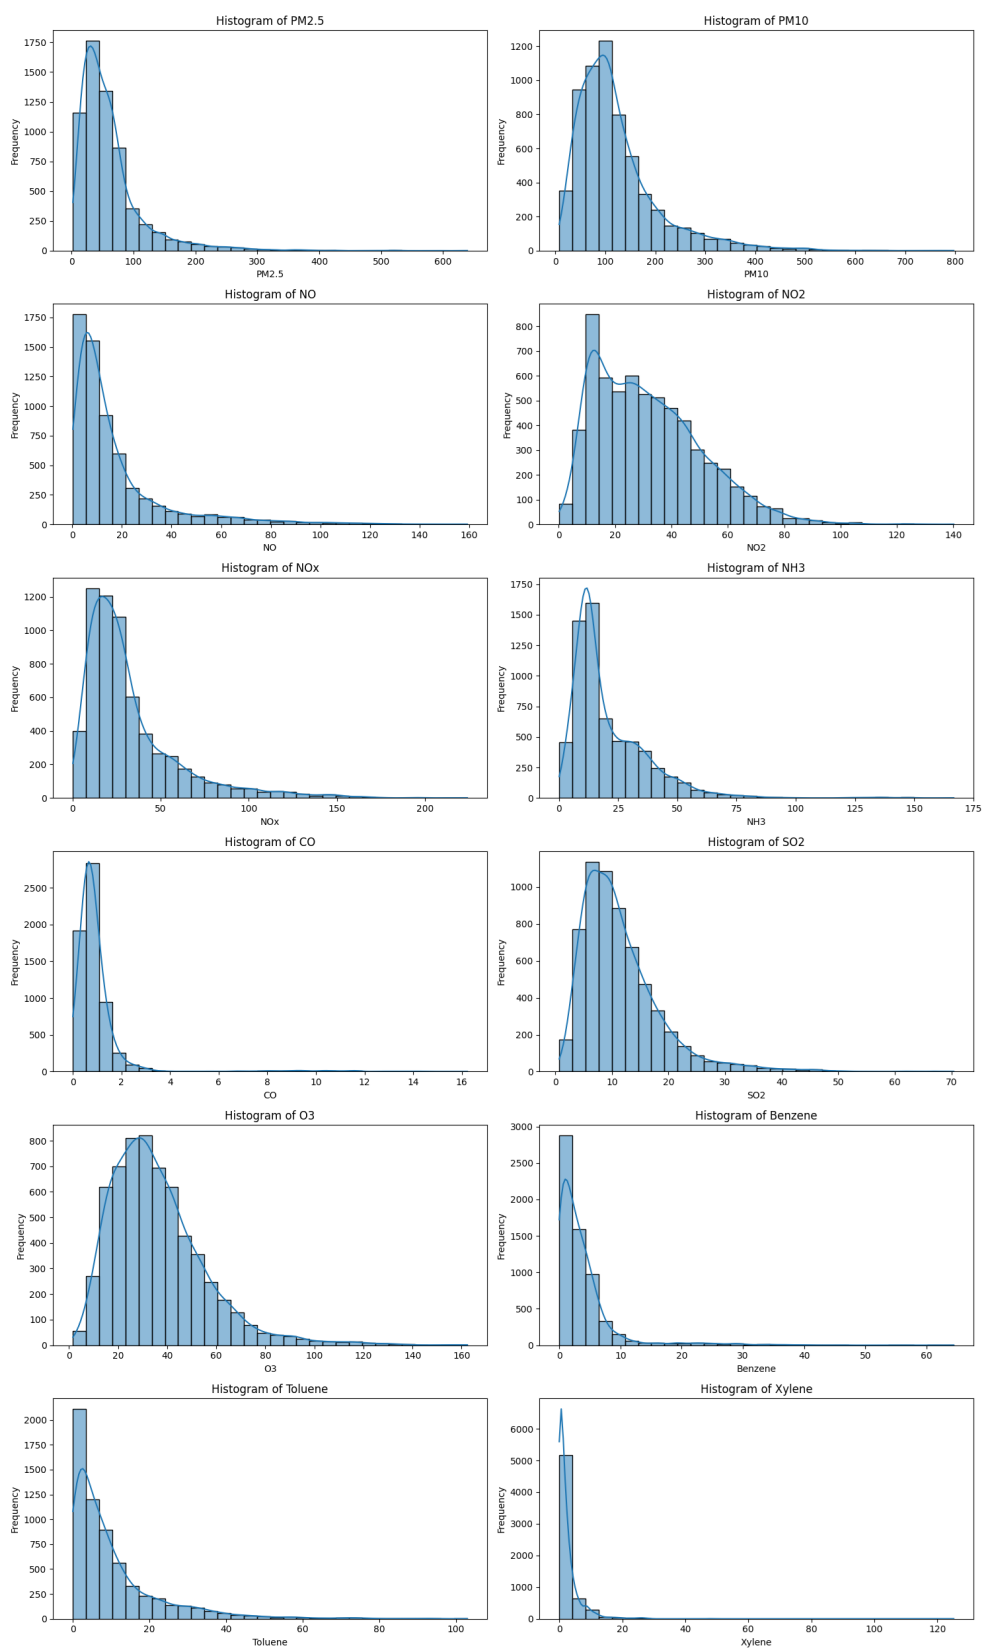 Histogram of PM2.5
1750
1500
1250
1000
750
500
250
0
Frequency
0 100 200 300 400 500 600
PM2.5
Histogram of PM10
1200
1000
800
600
400
200
0
Frequency
0 100 200 300 400 500 600 700 800
PM10
Histogram of NO
1750
1500
1250
1000
750
500
250
0
Frequency
0 20 40 60 80 100 120 140 160
NO
Histogram of NO2
800
700
600
500
400
300
200
100
0
Frequency
0 20 40 60 80 100 120 140
NO2
Histogram of NOx
1200
1000
800
600
400
200
0
Frequency
0 50 100 150 200
NOx
Histogram of NH3
1750
1500
1250
1000
750
500
250
0
Frequency
0 25 50 75 100 125 150 175
NH3
Histogram of CO
2500
2000
1500
1000
500
0
Frequency
0 2 4 6 8 10 12 14 16
CO
Histogram of SO2
1000
800
600
400
200
0
Frequency
0 10 20 30 40 50 60 70
SO2
Histogram of O3
800
700
600
500
400
300
200
100
0
Frequency
0 20 40 60 80 100 120 140 160
O3
Histogram of Benzene
3000
2500
2000
1500
1000
500
0
Frequency
0 10 20 30 40 50 60
Benzene
Histogram of Toluene
2000
1750
1500
1250
1000
750
500
250
0
Frequency
0 20 40 60 80 100
Toluene
Histogram of Xylene
6000
5000
4000
3000
2000
1000
0
Frequency
0 20 40 60 80 100 120
Xylene